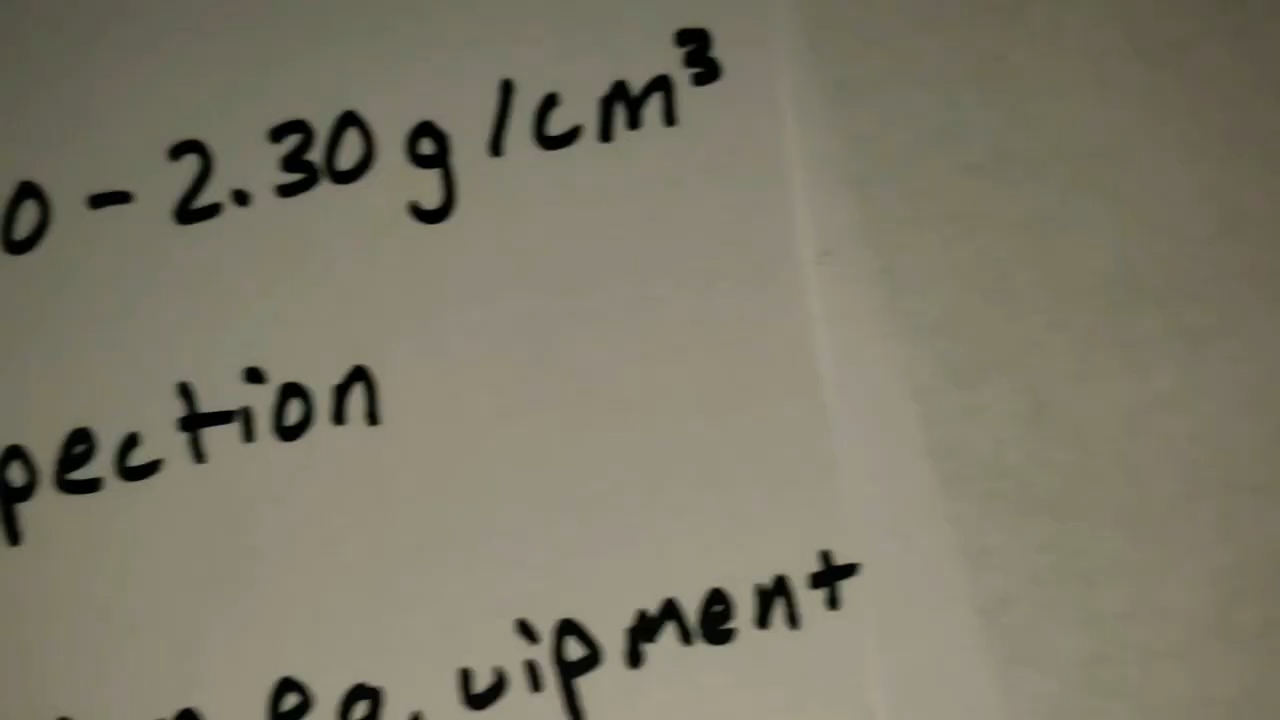 0 - 2.30 g/cm³
pection
equipment